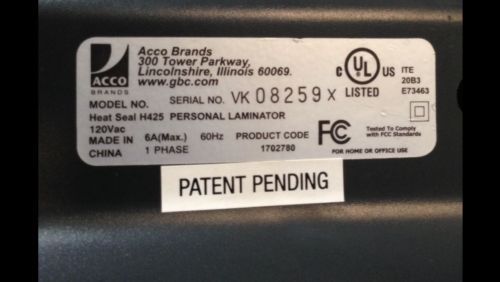 Acco Brands
300 Tower Parkway,
Lincolnshire, Illinois 60069.
www.gbc.com
ACCO
BRANDS
C UL US
LISTED
ITE
20B3
E73463
MODEL NO. SERIAL NO. VK 08259 X
Heat Seal H425 PERSONAL LAMINATOR
120Vac 6A(Max.) 60Hz PRODUCT CODE
MADE IN CHINA 1 PHASE 1702780
FC
Tested To Comply
with FCC Standards
FOR HOME OR OFFICE USE
PATENT PENDING